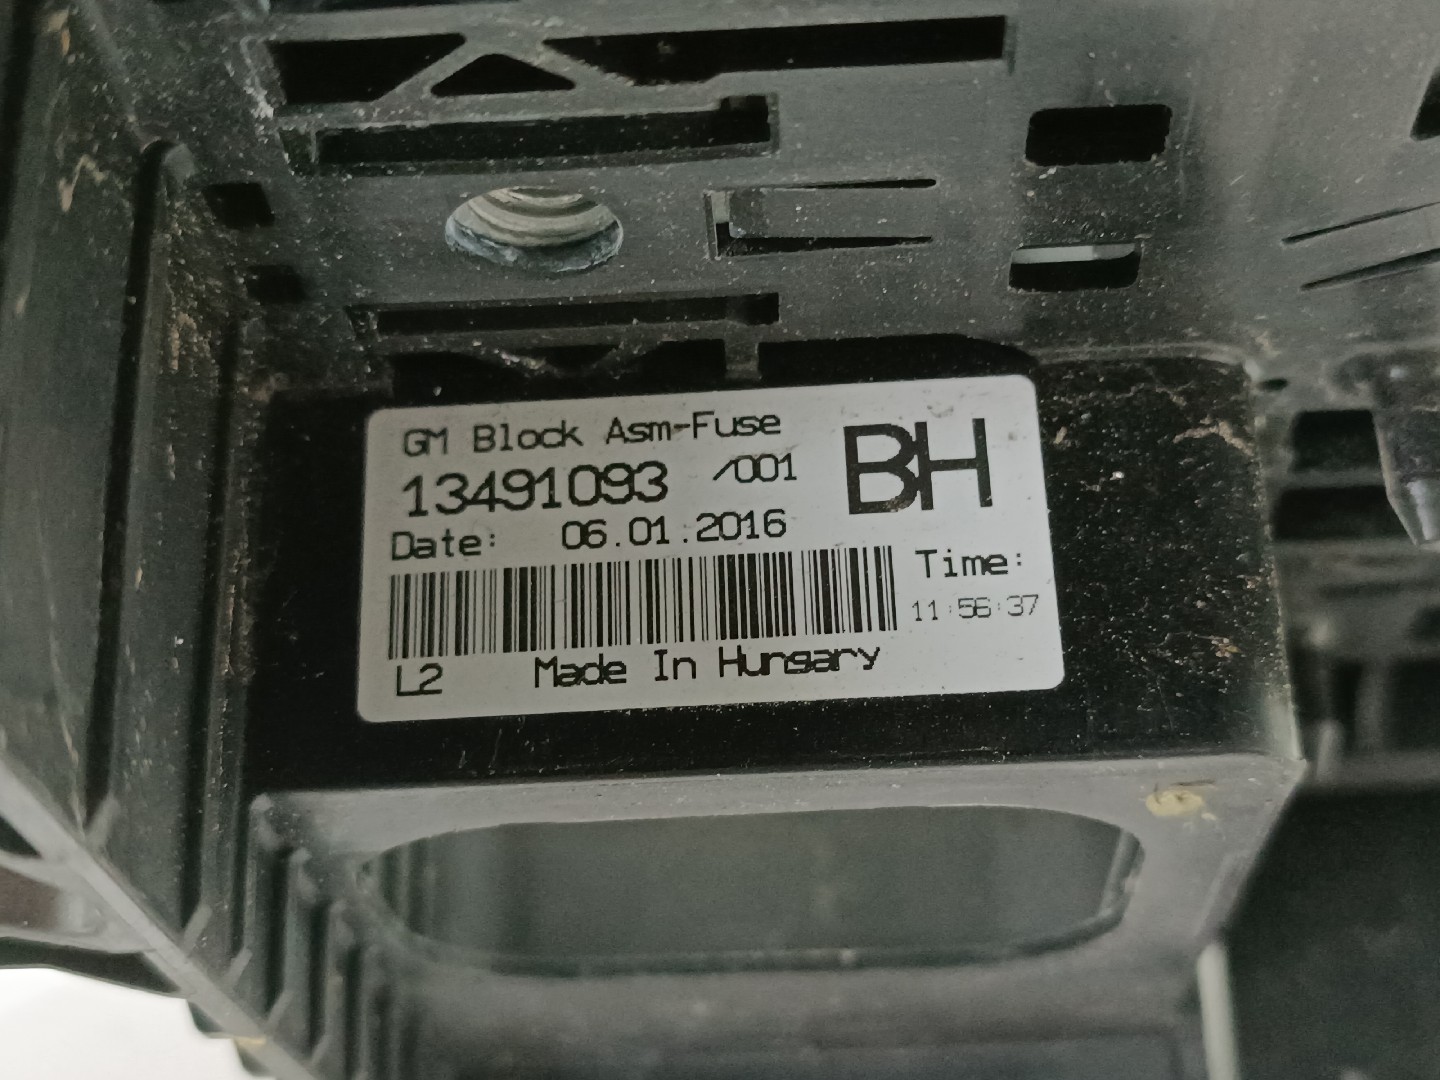 GM Block Asm-Fuse
13491093 /001 BH
Date: 06.01.2016
Time:
11:56:37
L2 Made In Hungary